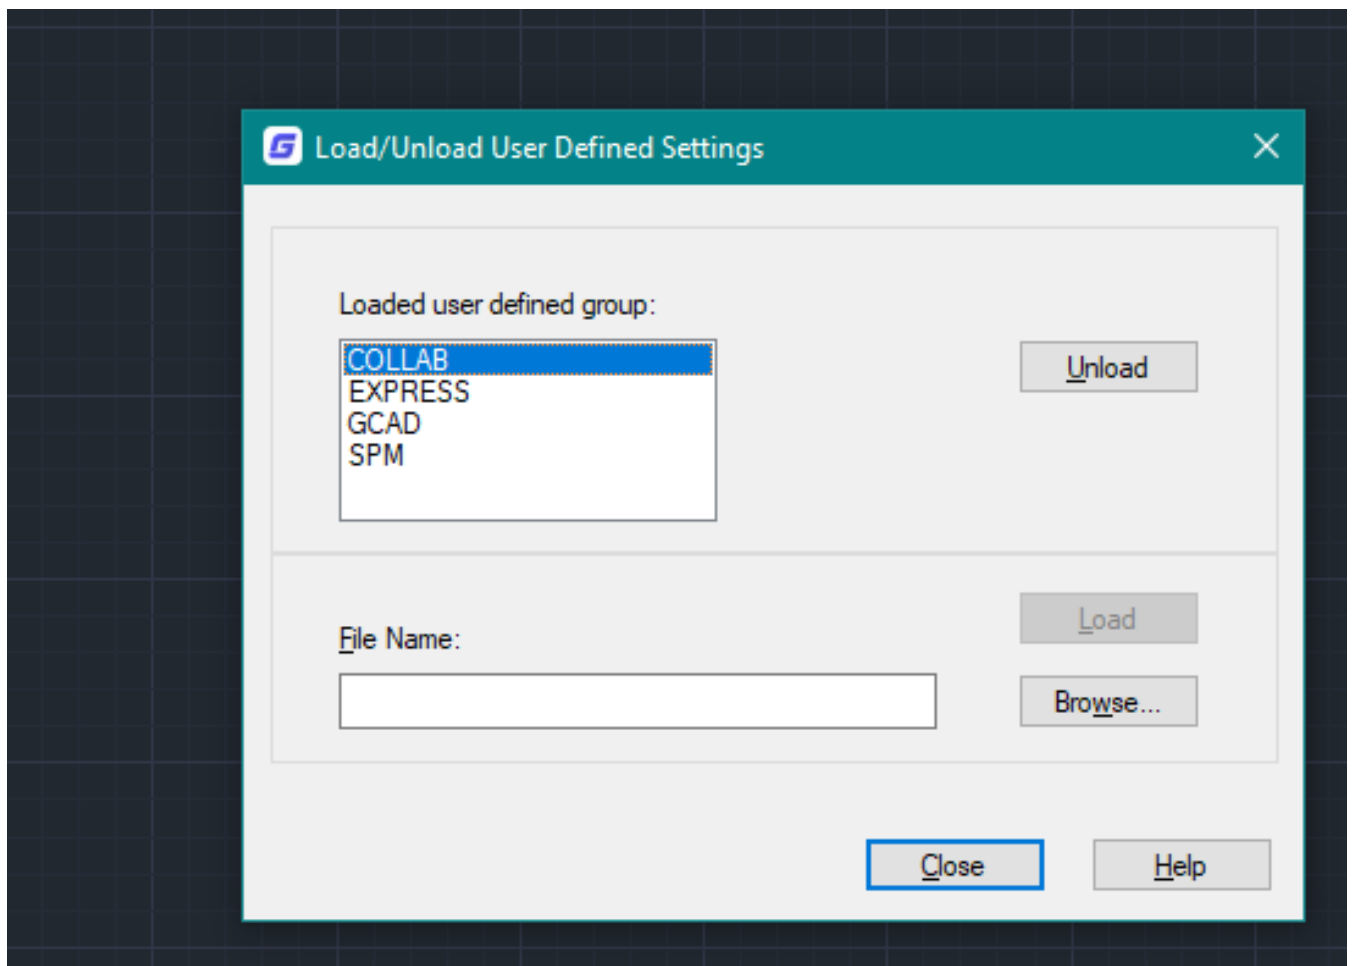 Load/Unload User Defined Settings
Loaded user defined group:
COLLAB
EXPRESS
GCAD
SPM
Unload
Load
File Name:
Browse...
Close
Help